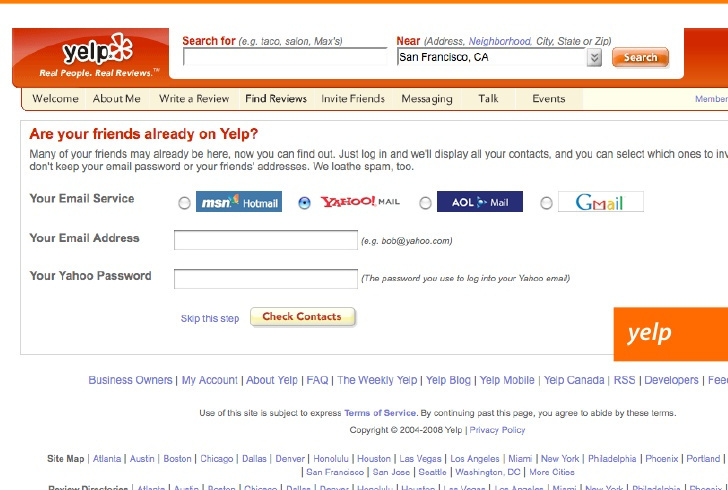 yelp
Real People. Real Reviews.™
Search for (e.g. taco, salon, Max's)
Near (Address, Neighborhood, City, State or Zip)
San Francisco, CA
Search
Welcome About Me Write a Review Find Reviews Invite Friends Messaging Talk Events Member
Are your friends already on Yelp?
Many of your friends may already be here, now you can find out. Just log in and we'll display all your contacts, and you can select which ones to inv
don't keep your email password or your friends' addresses. We loathe spam, too.
Your Email Service
msn Hotmail
YAHOO! MAIL
AOL Mail
Gmail
Your Email Address
(e.g. bob@yahoo.com)
Your Yahoo Password
(The password you use to log into your Yahoo email)
Skip this step
Check Contacts
yelp
Business Owners | My Account | About Yelp | FAQ | The Weekly Yelp | Yelp Blog | Yelp Mobile | Yelp Canada | RSS | Developers | Fee
Use of this site is subject to express Terms of Service. By continuing past this page, you agree to abide by these terms.
Copyright © 2004-2008 Yelp | Privacy Policy
Site Map | Atlanta | Austin | Boston | Chicago | Dallas | Denver | Honolulu | Houston | Las Vegas | Los Angeles | Miami | New York | Philadelphia | Phoenix | Portland |
| San Francisco | San Jose | Seattle | Washington, DC | More Cities
Review Directories | Atlanta | Austin | Boston | Chicago | Dallas | Denver | Honolulu | Houston | Las Vegas | Los Angeles | Miami | New York | Philadelphia | Phoenix |